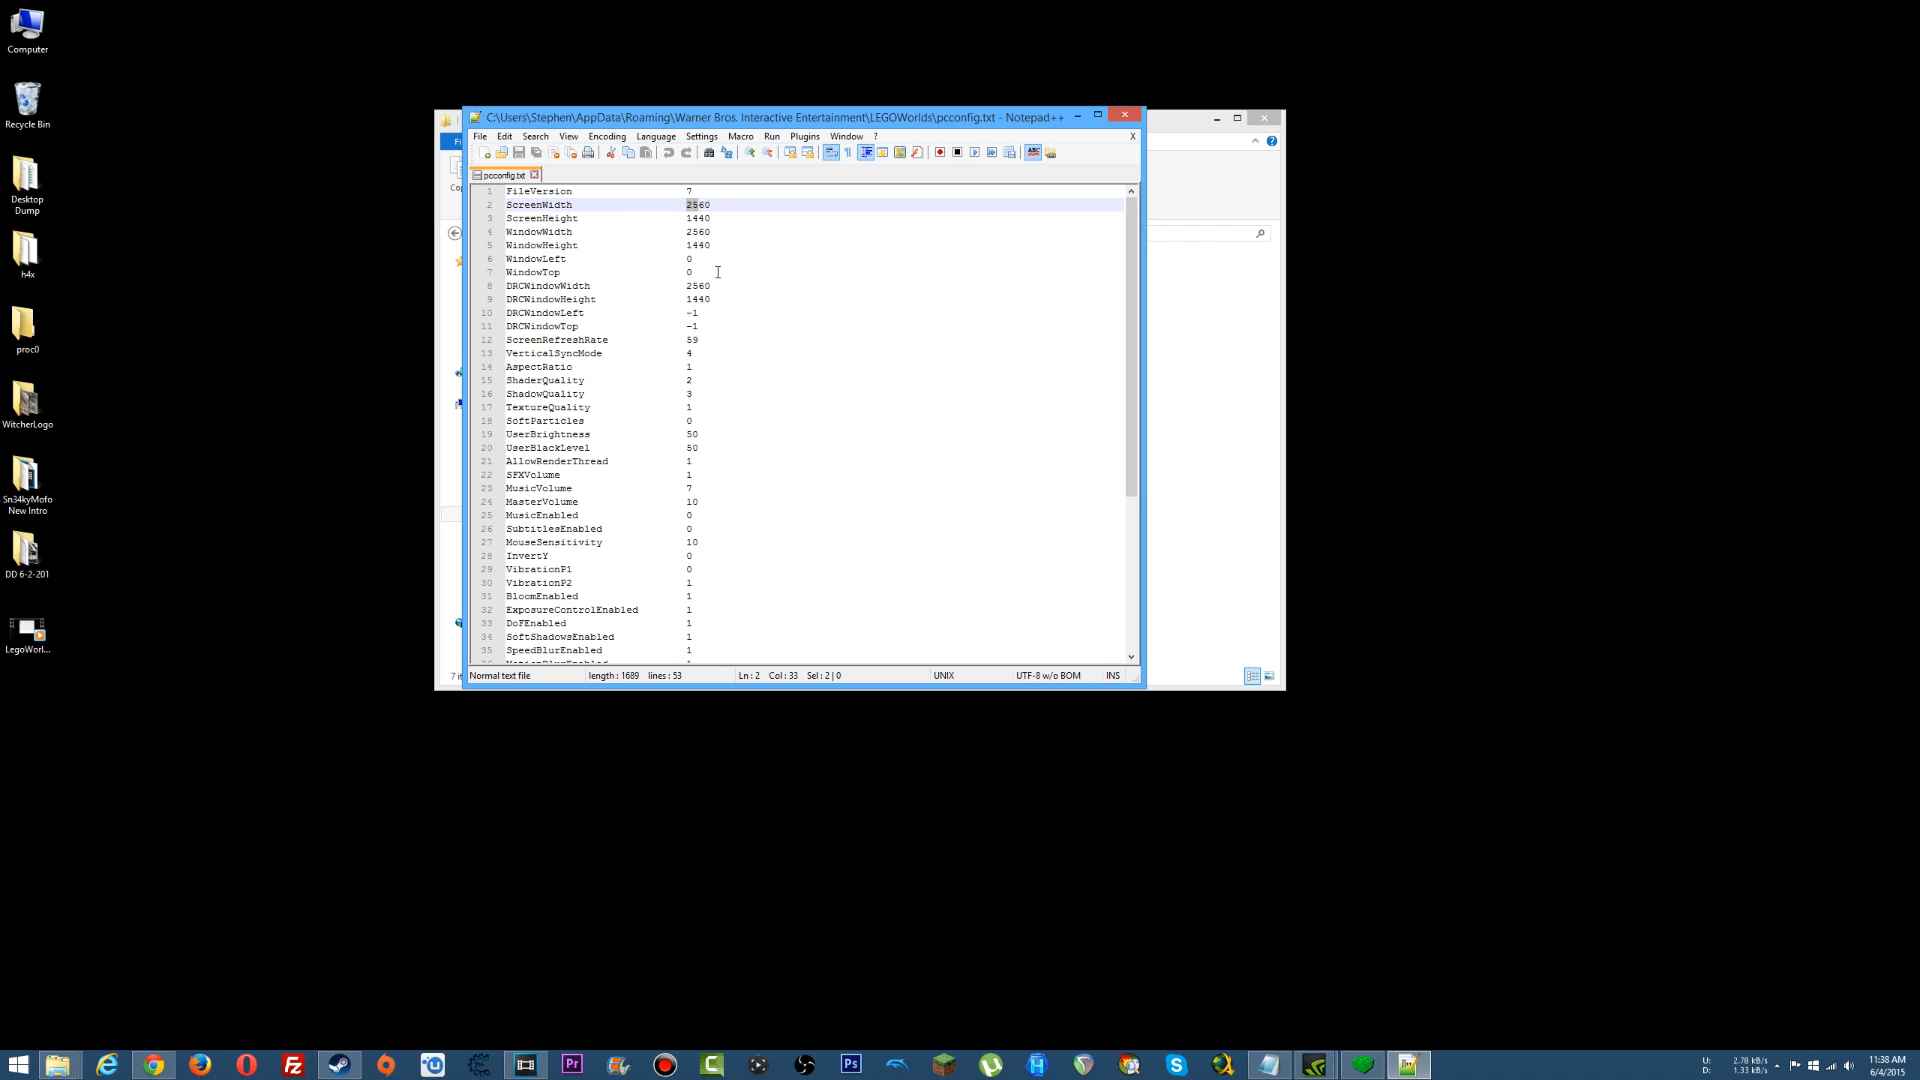 Computer
Recycle Bin
Desktop
Dump
h4x
proc0
WitcherLogo
Sn34kyMofo
New Intro
DD 6-2-201
LegoWorl...
C:\Users\Stephen\AppData\Roaming\Warner Bros. Interactive Entertainment\LEGOWorlds\pcconfig.txt - Notepad++
File Edit Search View Encoding Language Settings Macro Run Plugins Window ? X
pcconfig.txt
1 FileVersion 7
2 ScreenWidth 2560
3 ScreenHeight 1440
4 WindowWidth 2560
5 WindowHeight 1440
6 WindowLeft 0
7 WindowTop 0
8 DRCWindowWidth 2560
9 DRCWindowHeight 1440
10 DRCWindowLeft -1
11 DRCWindowTop -1
12 ScreenRefreshRate 59
13 VerticalSyncMode 4
14 AspectRatio 1
15 ShaderQuality 2
16 ShadowQuality 3
17 TextureQuality 1
18 SoftParticles 0
19 UserBrightness 50
20 UserBlackLevel 50
21 AllowRenderThread 1
22 SFXVolume 1
23 MusicVolume 7
24 MasterVolume 10
25 MusicEnabled 0
26 SubtitlesEnabled 0
27 MouseSensitivity 10
28 InvertY 0
29 VibrationP1 0
30 VibrationP2 1
31 BloomEnabled 1
32 ExposureControlEnabled 1
33 DoFEnabled 1
34 SoftShadowsEnabled 1
35 SpeedBlurEnabled 1
Normal text file length : 1689 lines : 53 Ln : 2 Col : 33 Sel : 2 | 0 UNIX UTF-8 w/o BOM INS
U: 2.78 kB/s
D: 1.33 kB/s
11:38 AM
6/4/2015